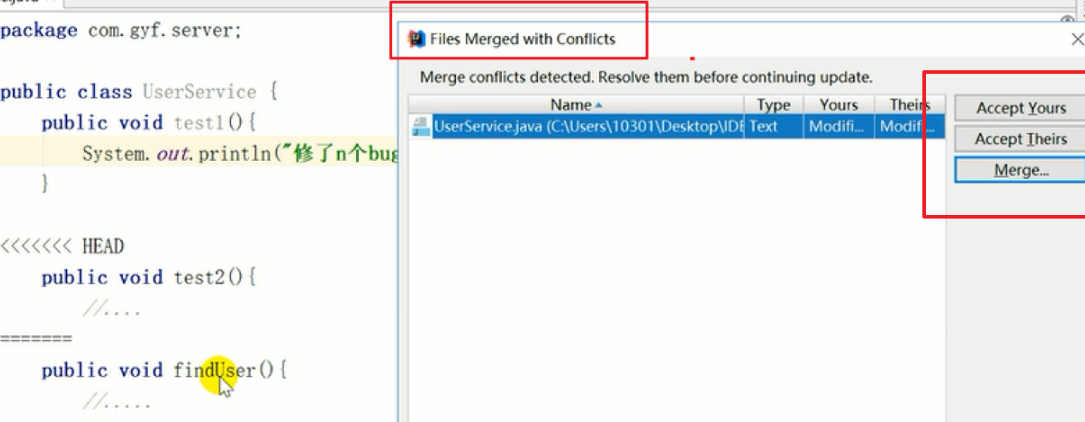 package com.gyf.server;
public class UserService {
public void test1(){
System.out.println("修了n个bug
}
<<<<<<< HEAD
public void test2(){
//....
=======
public void findUser(){
//.....
Files Merged with Conflicts
Merge conflicts detected. Resolve them before continuing update.
Name Type Yours Theirs
UserService.java (C:\Users\10301\Desktop\IDE Text Modifi... Modifi...
Accept Yours
Accept Theirs
Merge...